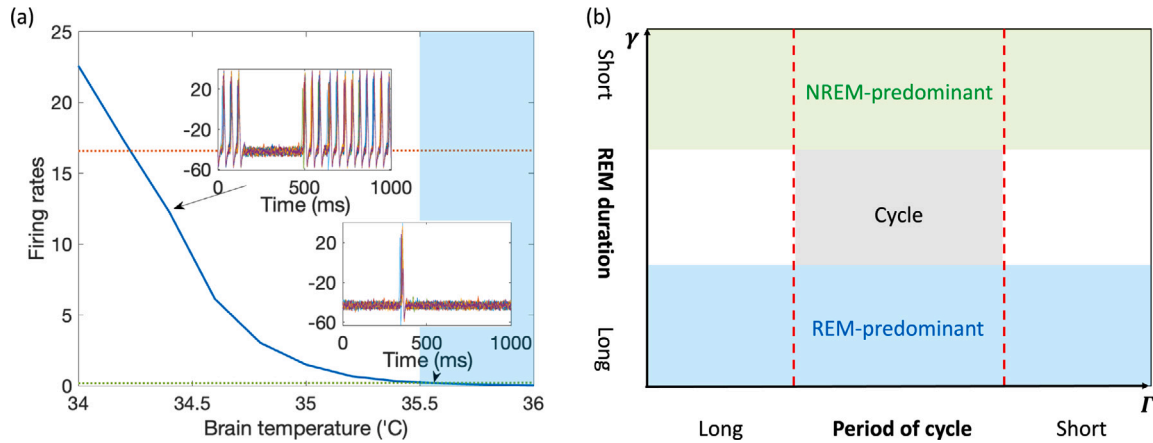 (a)
25
20
15
10
5
0
Firing rates
34
34.5
35
35.5
36
Brain temperature ('C)
20
-20
-60
0
500
1000
Time (ms)
20
-20
-60
0
500
1000
Time (ms)
(b)
γ
Short
REM duration
Long
NREM-predominant
Cycle
REM-predominant
Γ
Long
Period of cycle
Short